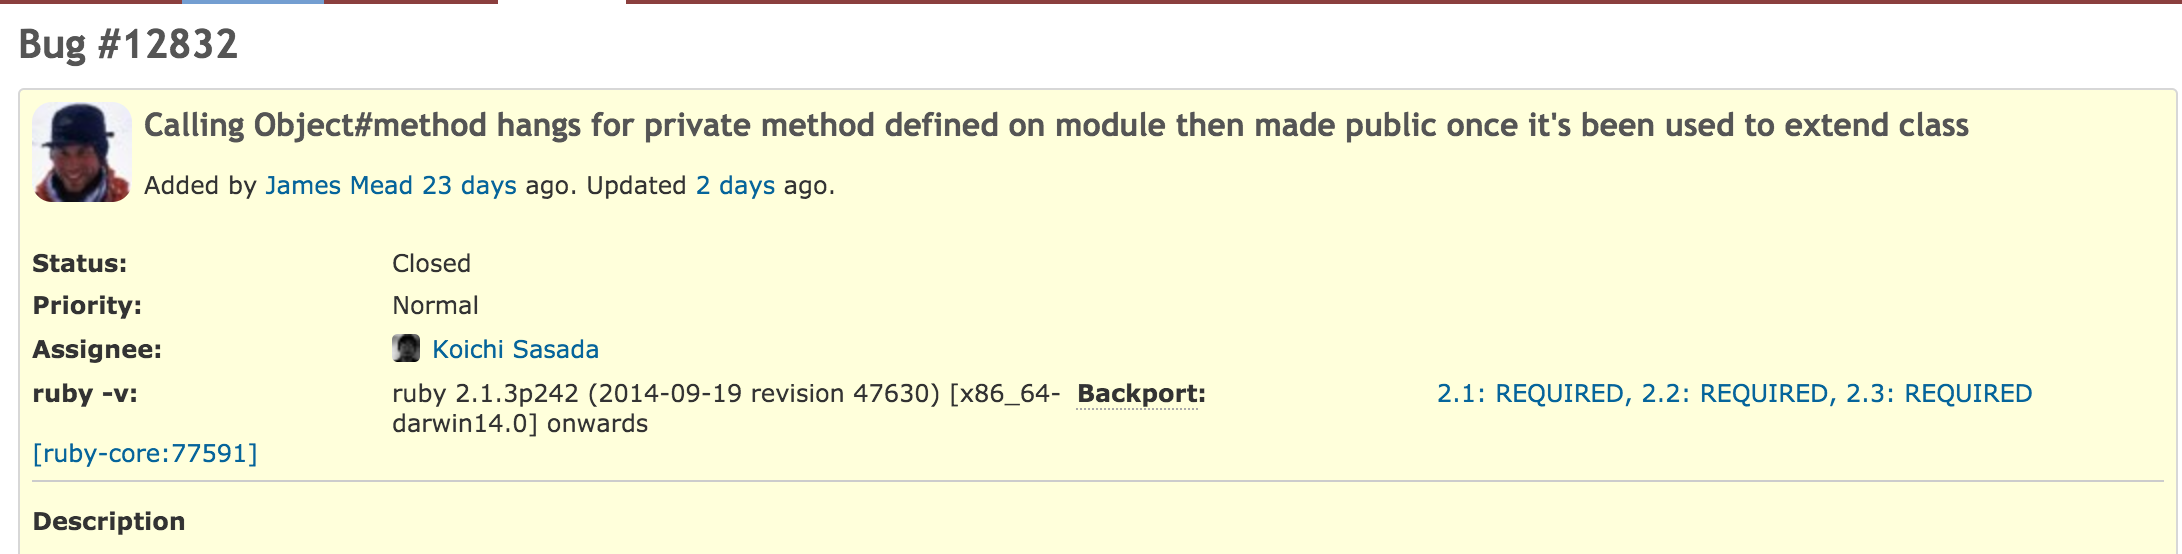 Bug #12832
Calling Object#method hangs for private method defined on module then made public once it's been used to extend class
Added by James Mead 23 days ago. Updated 2 days ago.
Status: Closed
Priority: Normal
Assignee: Koichi Sasada
ruby -v: ruby 2.1.3p242 (2014-09-19 revision 47630) [x86_64- Backport: 2.1: REQUIRED, 2.2: REQUIRED, 2.3: REQUIRED
darwin14.0] onwards
[ruby-core:77591]
Description